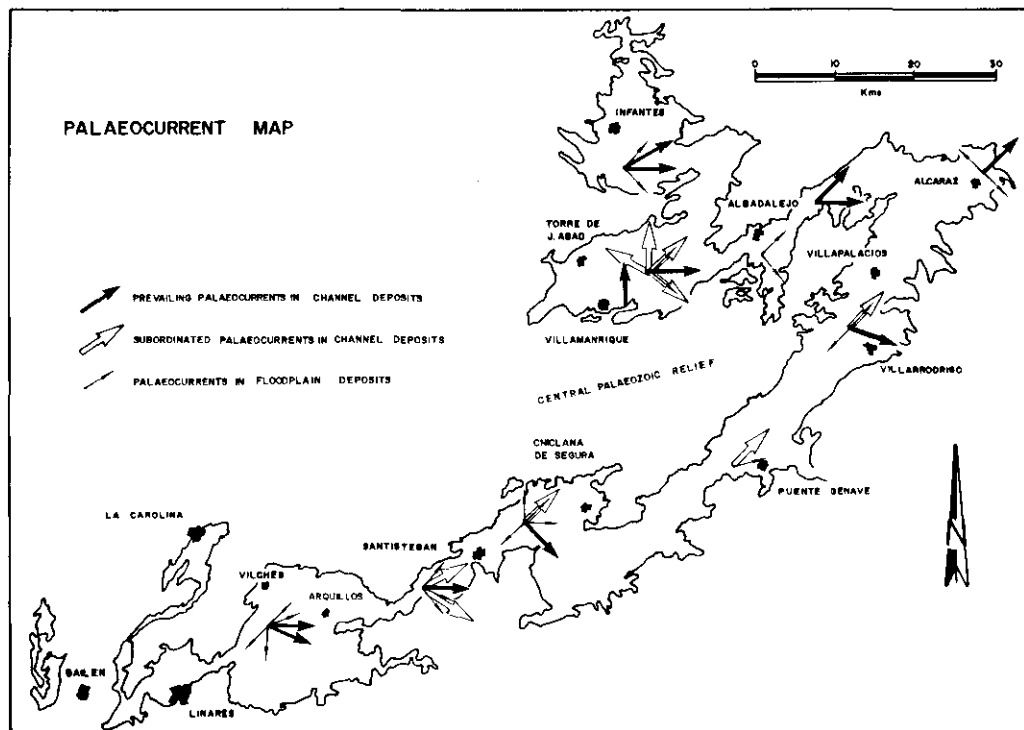 PALAEOCURRENT MAP
0 10 20 30
Kms
INFANTES
ALCARAZ
ALBADALEJO
TORRE DE
J. ABAD
VILLAPALACIOS
PREVAILING PALAEOCURRENTS IN CHANNEL DEPOSITS
SUBORDINATED PALAEOCURRENTS IN CHANNEL DEPOSITS
PALAEOCURRENTS IN FLOODPLAIN DEPOSITS
VILLAMANRIQUE
VILLARRODRIGO
CENTRAL PALAEOZOIC RELIEF
CHICLANA
DE SEGURA
PUENTE GENAVE
LA CAROLINA
SANTISTEBAN
VILCHES
ARQUILLOS
BAILEN
LINARES
N